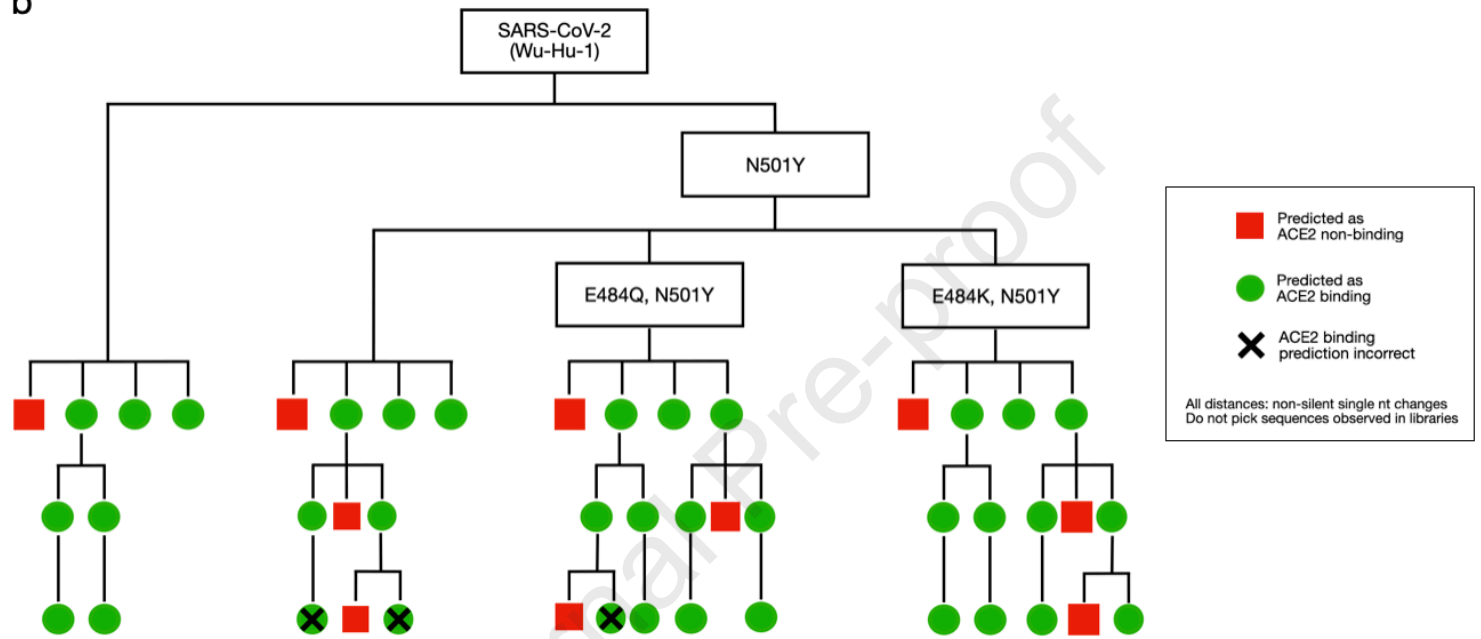 b
SARS-CoV-2
(Wu-Hu-1)
N501Y
E484Q, N501Y
E484K, N501Y
Predicted as
ACE2 non-binding
Predicted as
ACE2 binding
ACE2 binding
prediction incorrect
All distances: non-silent single nt changes
Do not pick sequences observed in libraries
nal Pre-proof